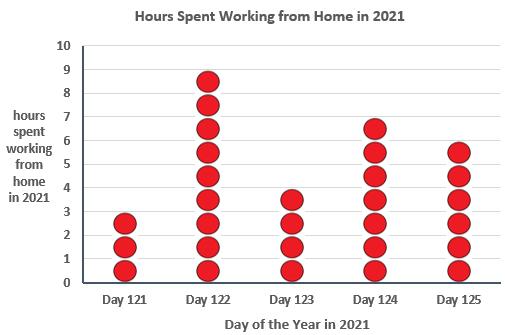 Hours Spent Working from Home in 2021
10
9
8
7
6
5
4
3
2
1
0
hours
spent
working
from
home
in 2021
Day 121 Day 122 Day 123 Day 124 Day 125
Day of the Year in 2021